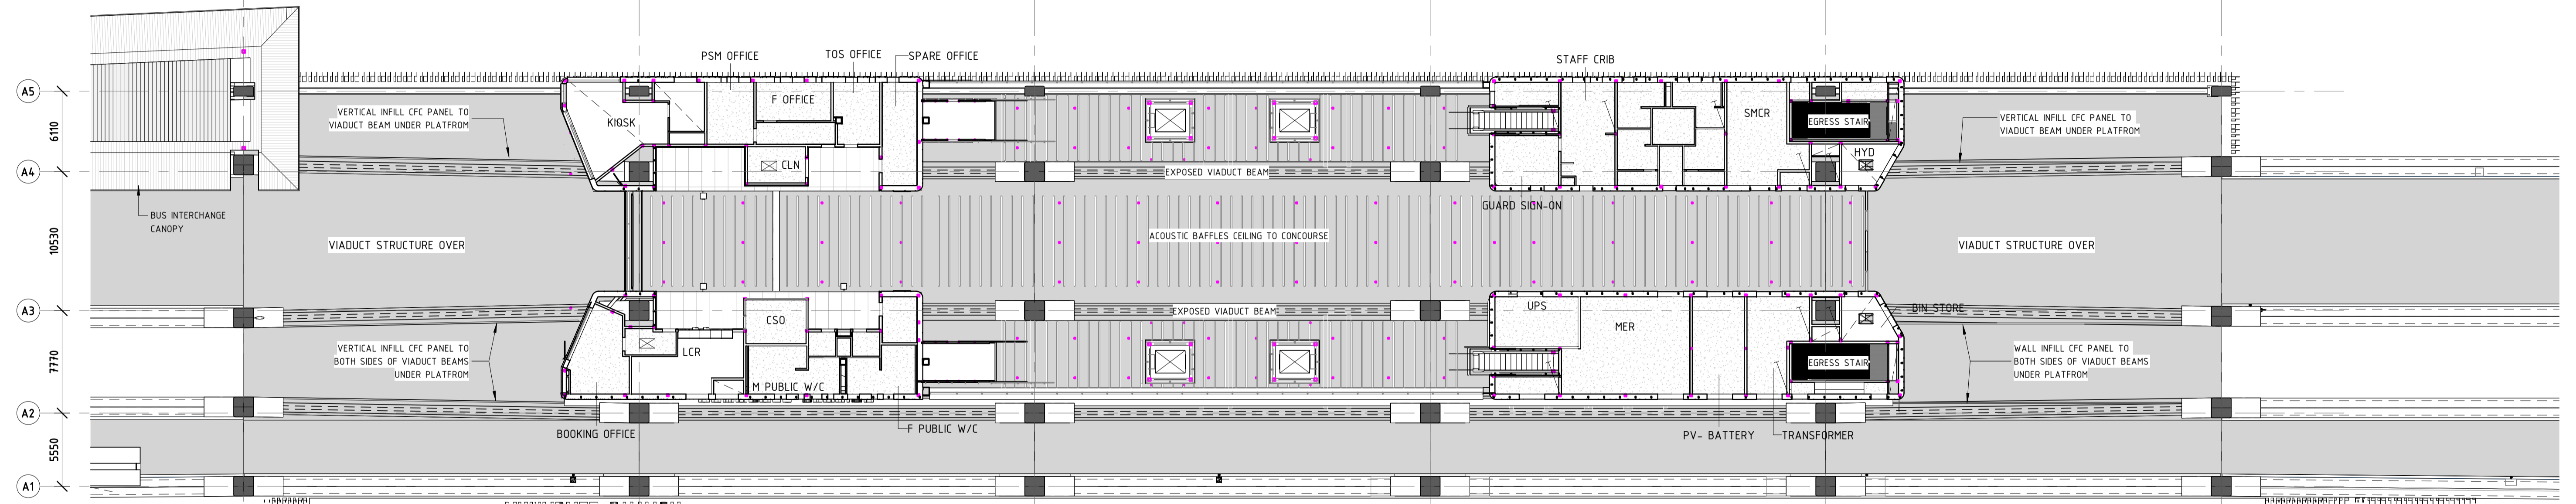 A5
6110
A4
10530
A3
7770
A2
5550
A1
BUS INTERCHANGE
CANOPY
VERTICAL INFILL CFC PANEL TO
VIADUCT BEAM UNDER PLATFROM
VIADUCT STRUCTURE OVER
VERTICAL INFILL CFC PANEL TO
BOTH SIDES OF VIADUCT BEAMS
UNDER PLATFROM
PSM OFFICE
TOS OFFICE
SPARE OFFICE
F OFFICE
KIOSK
CLN
CSO
LCR
M PUBLIC W/C
BOOKING OFFICE
F PUBLIC W/C
EXPOSED VIADUCT BEAM
ACOUSTIC BAFFLES CEILING TO CONCOURSE
EXPOSED VIADUCT BEAM
STAFF CRIB
SMCR
EGRESS STAIR
HYD
GUARD SIGN-ON
UPS
MER
EGRESS STAIR
BIN STORE
PV- BATTERY
TRANSFORMER
VERTICAL INFILL CFC PANEL TO
VIADUCT BEAM UNDER PLATFROM
VIADUCT STRUCTURE OVER
WALL INFILL CFC PANEL TO
BOTH SIDES OF VIADUCT BEAMS
UNDER PLATFROM